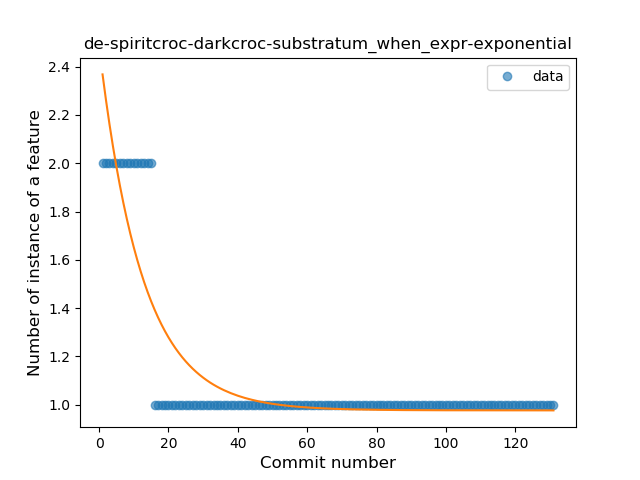 de-spiritcroc-darkcroc-substratum_when_expr-exponential
data
Number of instance of a feature
2.4
2.2
2.0
1.8
1.6
1.4
1.2
1.0
0 20 40 60 80 100 120
Commit number